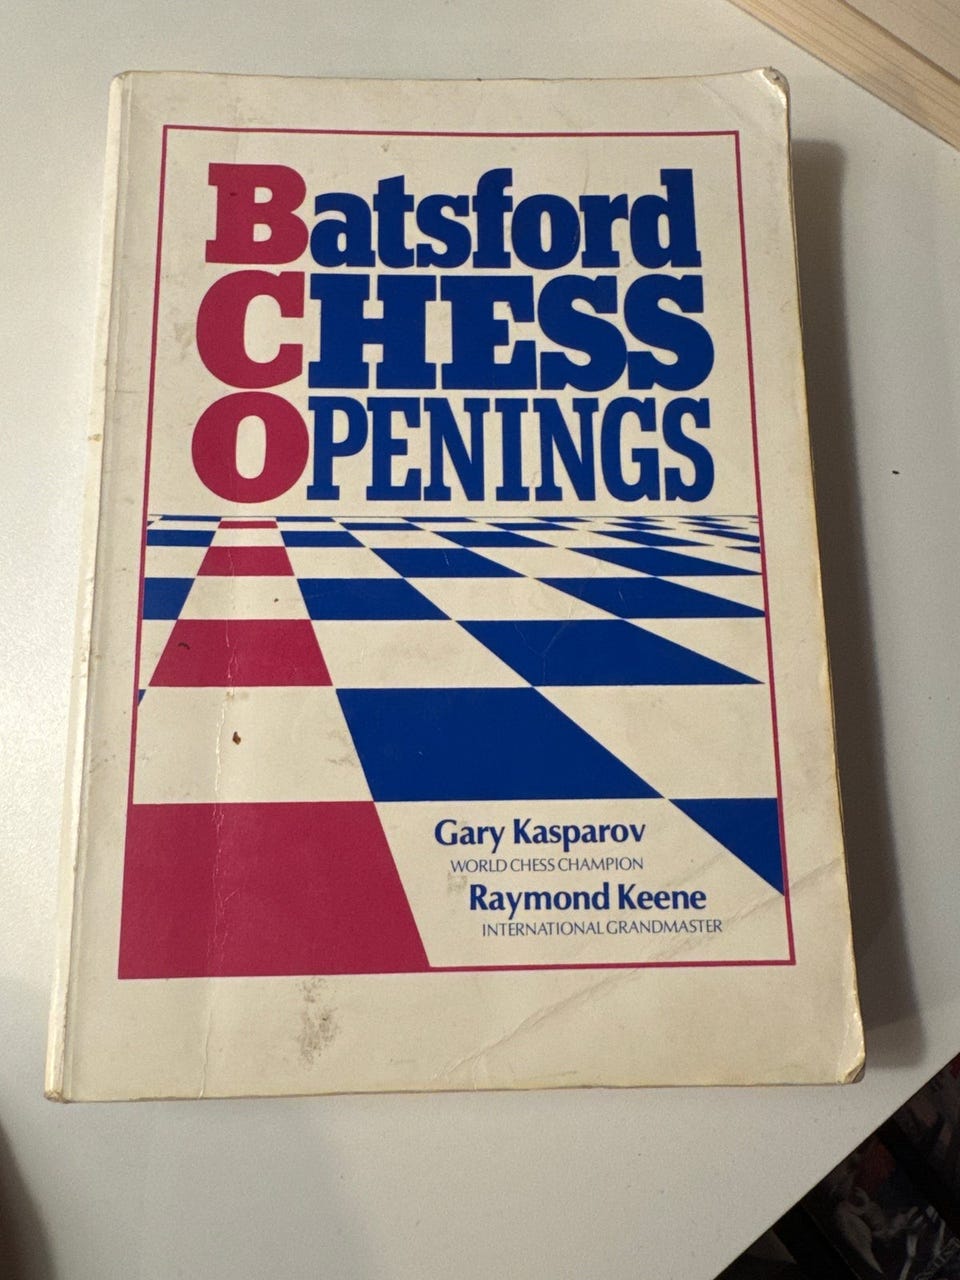 Batsford
CHESS
OPENINGS
Gary Kasparov
WORLD CHESS CHAMPION
Raymond Keene
INTERNATIONAL GRANDMASTER